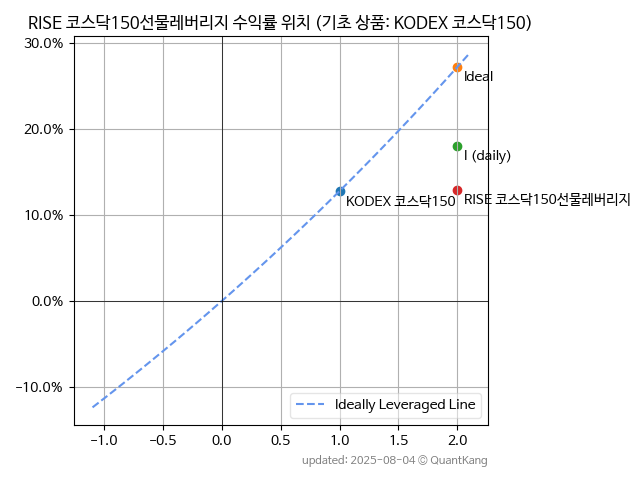 RISE 코스닥150선물레버리지 수익률 위치 (기초 상품: KODEX 코스닥150)
30.0%
20.0%
10.0%
0.0%
−10.0%
Ideal
I (daily)
KODEX 코스닥150
RISE 코스닥150선물레버리지
Ideally Leveraged Line
−1.0 −0.5 0.0 0.5 1.0 1.5 2.0
updated: 2025-08-04 © QuantKang